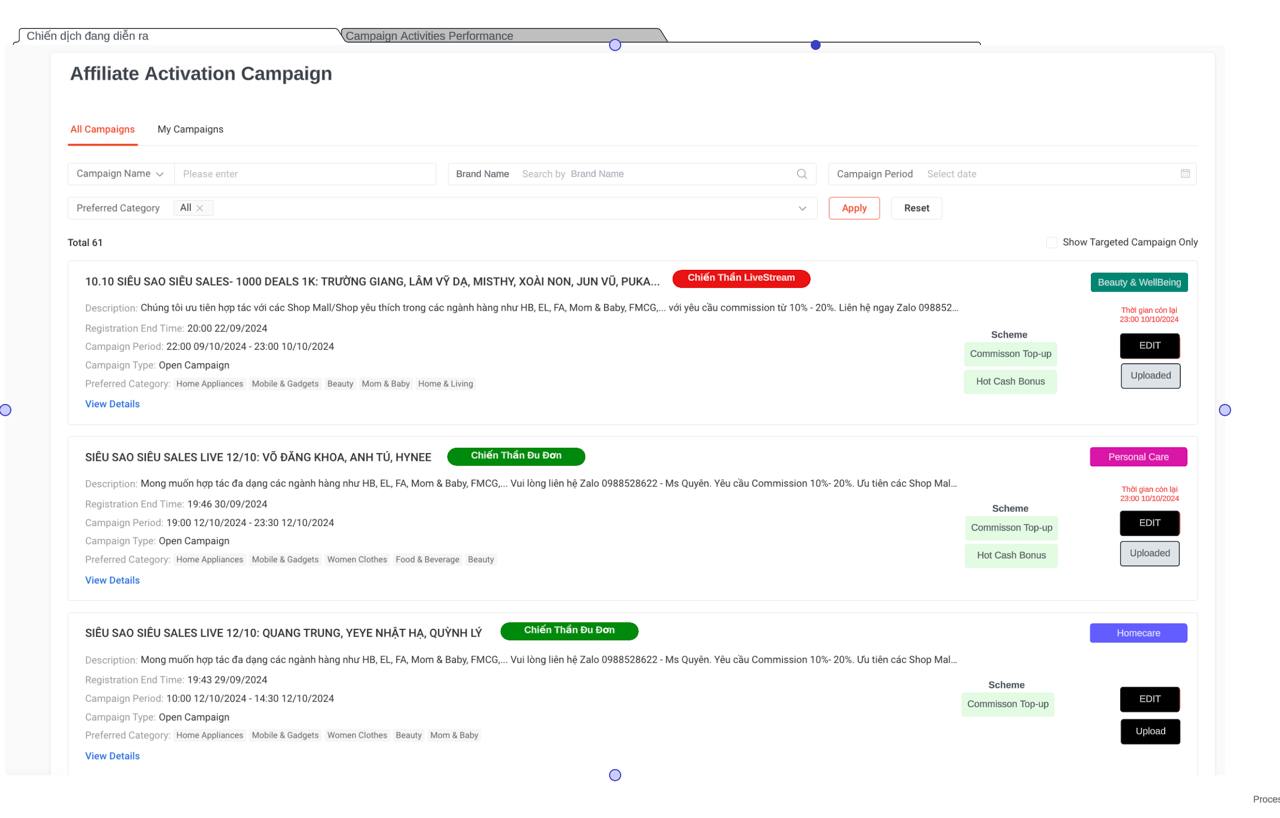 Chiến dịch đang diễn ra
Campaign Activities Performance
Affiliate Activation Campaign
All Campaigns
My Campaigns
Campaign Name
Please enter
Brand Name
Search by Brand Name
Campaign Period
Select date
Preferred Category
All
Apply
Reset
Total 61
Show Targeted Campaign Only
10.10 SIÊU SAO SIÊU SALES- 1000 DEALS 1K: TRƯỜNG GIANG, LÂM VỸ DẠ, MISTHY, XOÀI NON, JUN VŨ, PUKA...
Chiến Thần LiveStream
Beauty & WellBeing
Description: Chúng tôi ưu tiên hợp tác với các Shop Mall/Shop yêu thích trong các ngành hàng như HB, EL, FA, Mom & Baby, FMCG,... với yêu cầu commission từ 10% - 20%. Liên hệ ngay Zalo 098852...
Thời gian còn lại
23:00 10/10/2024
Registration End Time: 20:00 22/09/2024
Scheme
Campaign Period: 22:00 09/10/2024 - 23:00 10/10/2024
Commisson Top-up
EDIT
Campaign Type: Open Campaign
Uploaded
Preferred Category: Home Appliances Mobile & Gadgets Beauty Mom & Baby Home & Living
Hot Cash Bonus
View Details
SIÊU SAO SIÊU SALES LIVE 12/10: VÕ ĐĂNG KHOA, ANH TÚ, HYNEE
Chiến Thần Đu Đơn
Personal Care
Description: Mong muốn hợp tác đa dạng các ngành hàng như HB, EL, FA, Mom & Baby, FMCG,... Vui lòng liên hệ Zalo 0988528622 - Ms Quyên. Yêu cầu Commission 10%- 20%. Ưu tiên các Shop Mal...
Thời gian còn lại
23:00 10/10/2024
Registration End Time: 19:46 30/09/2024
Scheme
Campaign Period: 19:00 12/10/2024 - 23:30 12/10/2024
Commisson Top-up
EDIT
Campaign Type: Open Campaign
Hot Cash Bonus
Uploaded
Preferred Category: Home Appliances Mobile & Gadgets Women Clothes Food & Beverage Beauty
View Details
SIÊU SAO SIÊU SALES LIVE 12/10: QUANG TRUNG, YEYE NHẬT HẠ, QUỲNH LÝ
Chiến Thần Đu Đơn
Homecare
Description: Mong muốn hợp tác đa dạng các ngành hàng như HB, EL, FA, Mom & Baby, FMCG,... Vui lòng liên hệ Zalo 0988528622 - Ms Quyên. Yêu cầu Commission 10%- 20%. Ưu tiên các Shop Mal...
Registration End Time: 19:43 29/09/2024
Scheme
Campaign Period: 10:00 12/10/2024 - 14:30 12/10/2024
Commisson Top-up
EDIT
Campaign Type: Open Campaign
Upload
Preferred Category: Home Appliances Mobile & Gadgets Women Clothes Beauty Mom & Baby
View Details
Proces